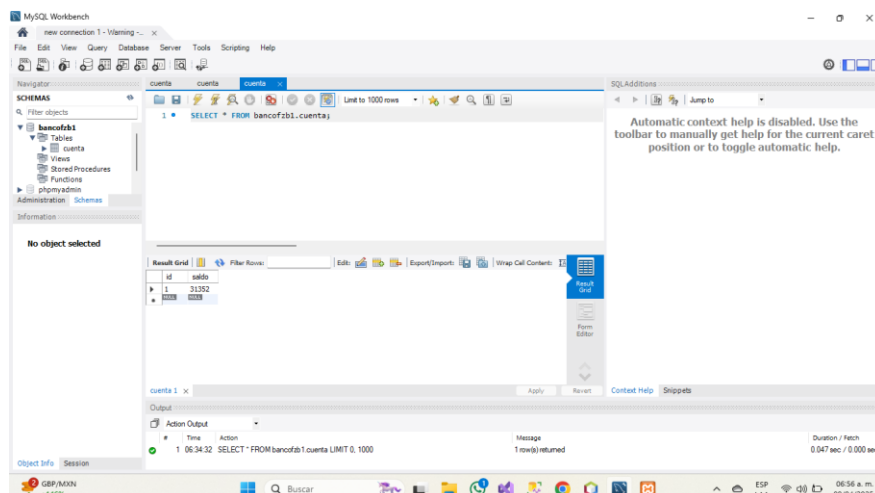 MySQL Workbench
new connection 1 - Warning -...
File Edit View Query Database Server Tools Scripting Help
Navigator
SCHEMAS
Filter objects
bancofzb1
Tables
cuenta
Views
Stored Procedures
Functions
phpmyadmin
Administration Schemas
Information
No object selected
Object Info Session
cuenta cuenta cuenta
Limit to 1000 rows
1 SELECT * FROM bancofzb1.cuenta;
Result Grid Filter Rows: Edit: Export/Import: Wrap Cell Content:
id saldo
1 31352
NULL NULL
Result
Grid
Form
Editor
cuenta 1
Apply Revert
SQLAdditions
Jump to
Automatic context help is disabled. Use the
toolbar to manually get help for the current caret
position or to toggle automatic help.
Context Help Snippets
Output
Action Output
# Time Action Message Duration / Fetch
1 06:34:32 SELECT * FROM bancofzb1.cuenta LIMIT 0, 1000 1 row(s) returned 0.047 sec / 0.000 se
GBP/MXN
Buscar
ESP
06:56 a. m.